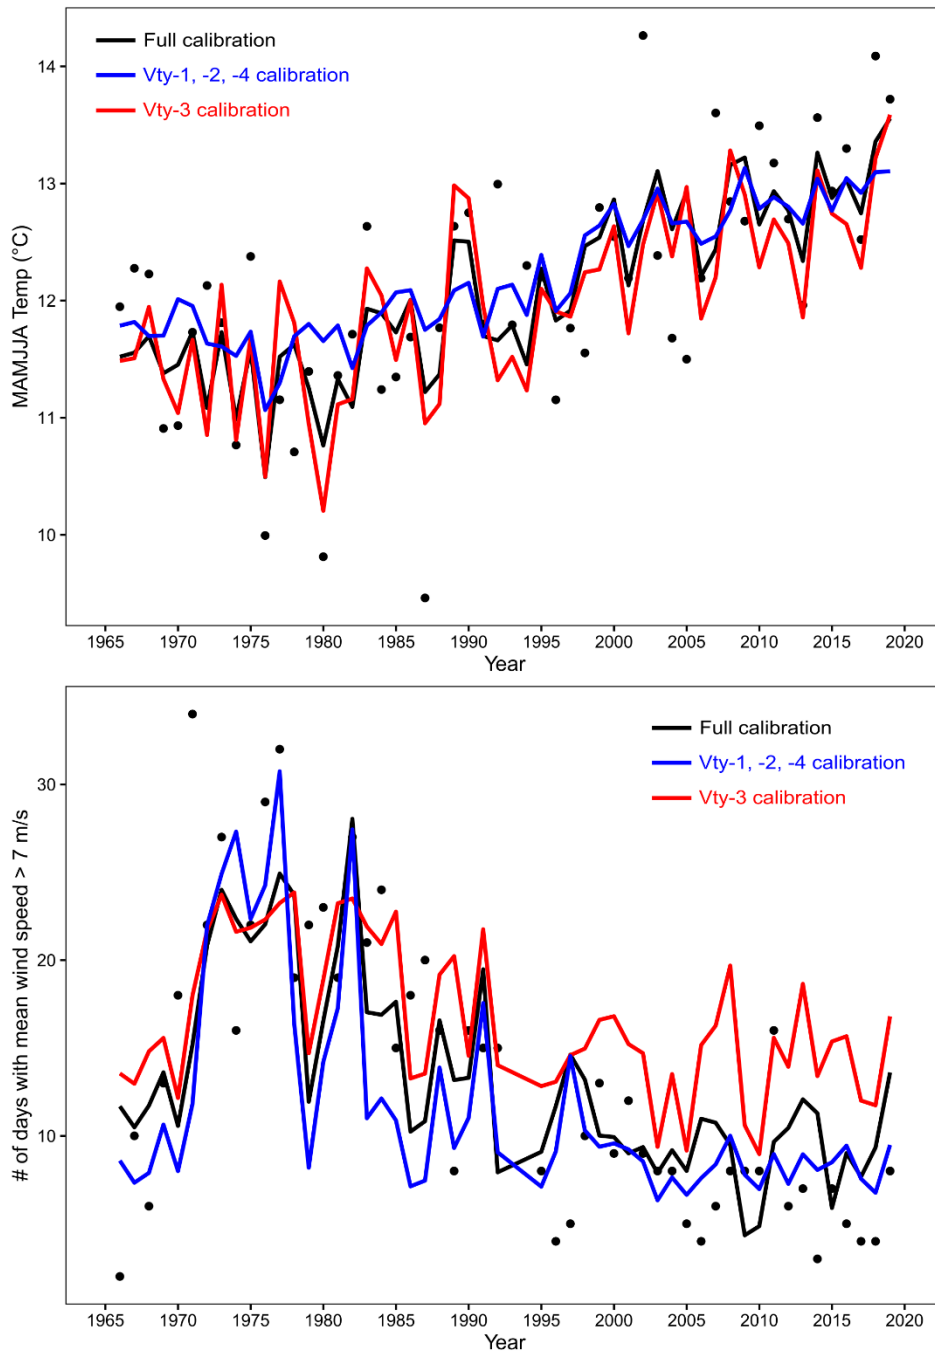 Full calibration
Vty-1, -2, -4 calibration
Vty-3 calibration
MAMJJA Temp (°C)
14
13
12
11
10
1965 1970 1975 1980 1985 1990 1995 2000 2005 2010 2015 2020
Year
Full calibration
Vty-1, -2, -4 calibration
Vty-3 calibration
# of days with mean wind speed > 7 m/s
30
20
10
1965 1970 1975 1980 1985 1990 1995 2000 2005 2010 2015 2020
Year